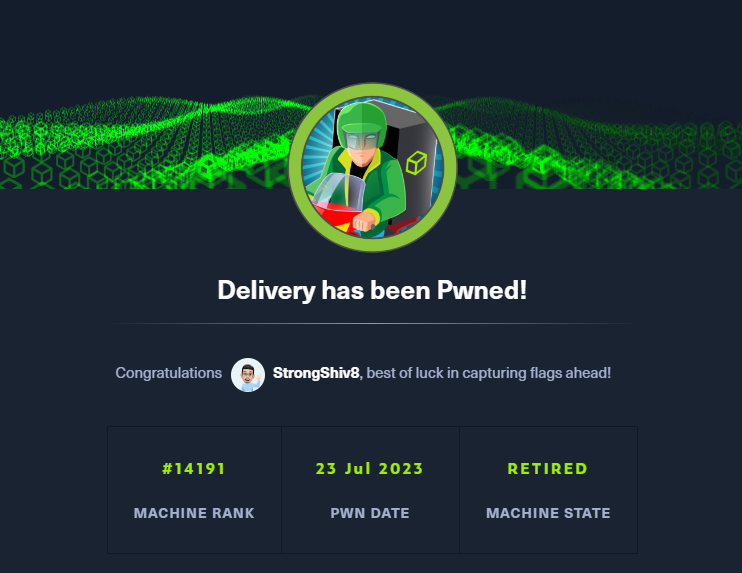 Delivery has been Pwned!
Congratulations StrongShiv8, best of luck in capturing flags ahead!
#14191 23 Jul 2023 RETIRED
MACHINE RANK PWN DATE MACHINE STATE